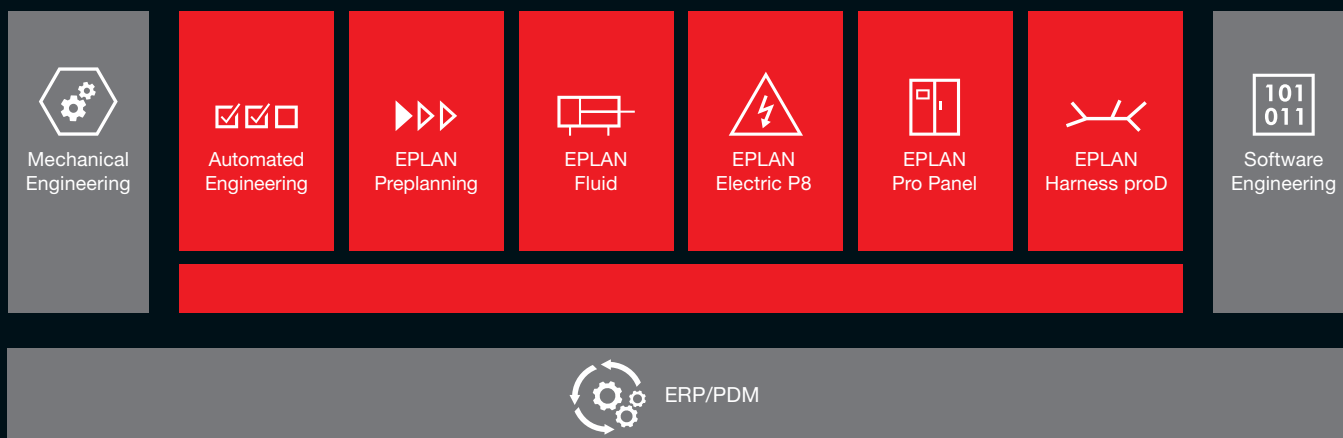 Mechanical
Engineering
Automated
Engineering
EPLAN
Preplanning
EPLAN
Fluid
EPLAN
Electric P8
EPLAN
Pro Panel
EPLAN
Harness proD
101
011
Software
Engineering
ERP/PDM